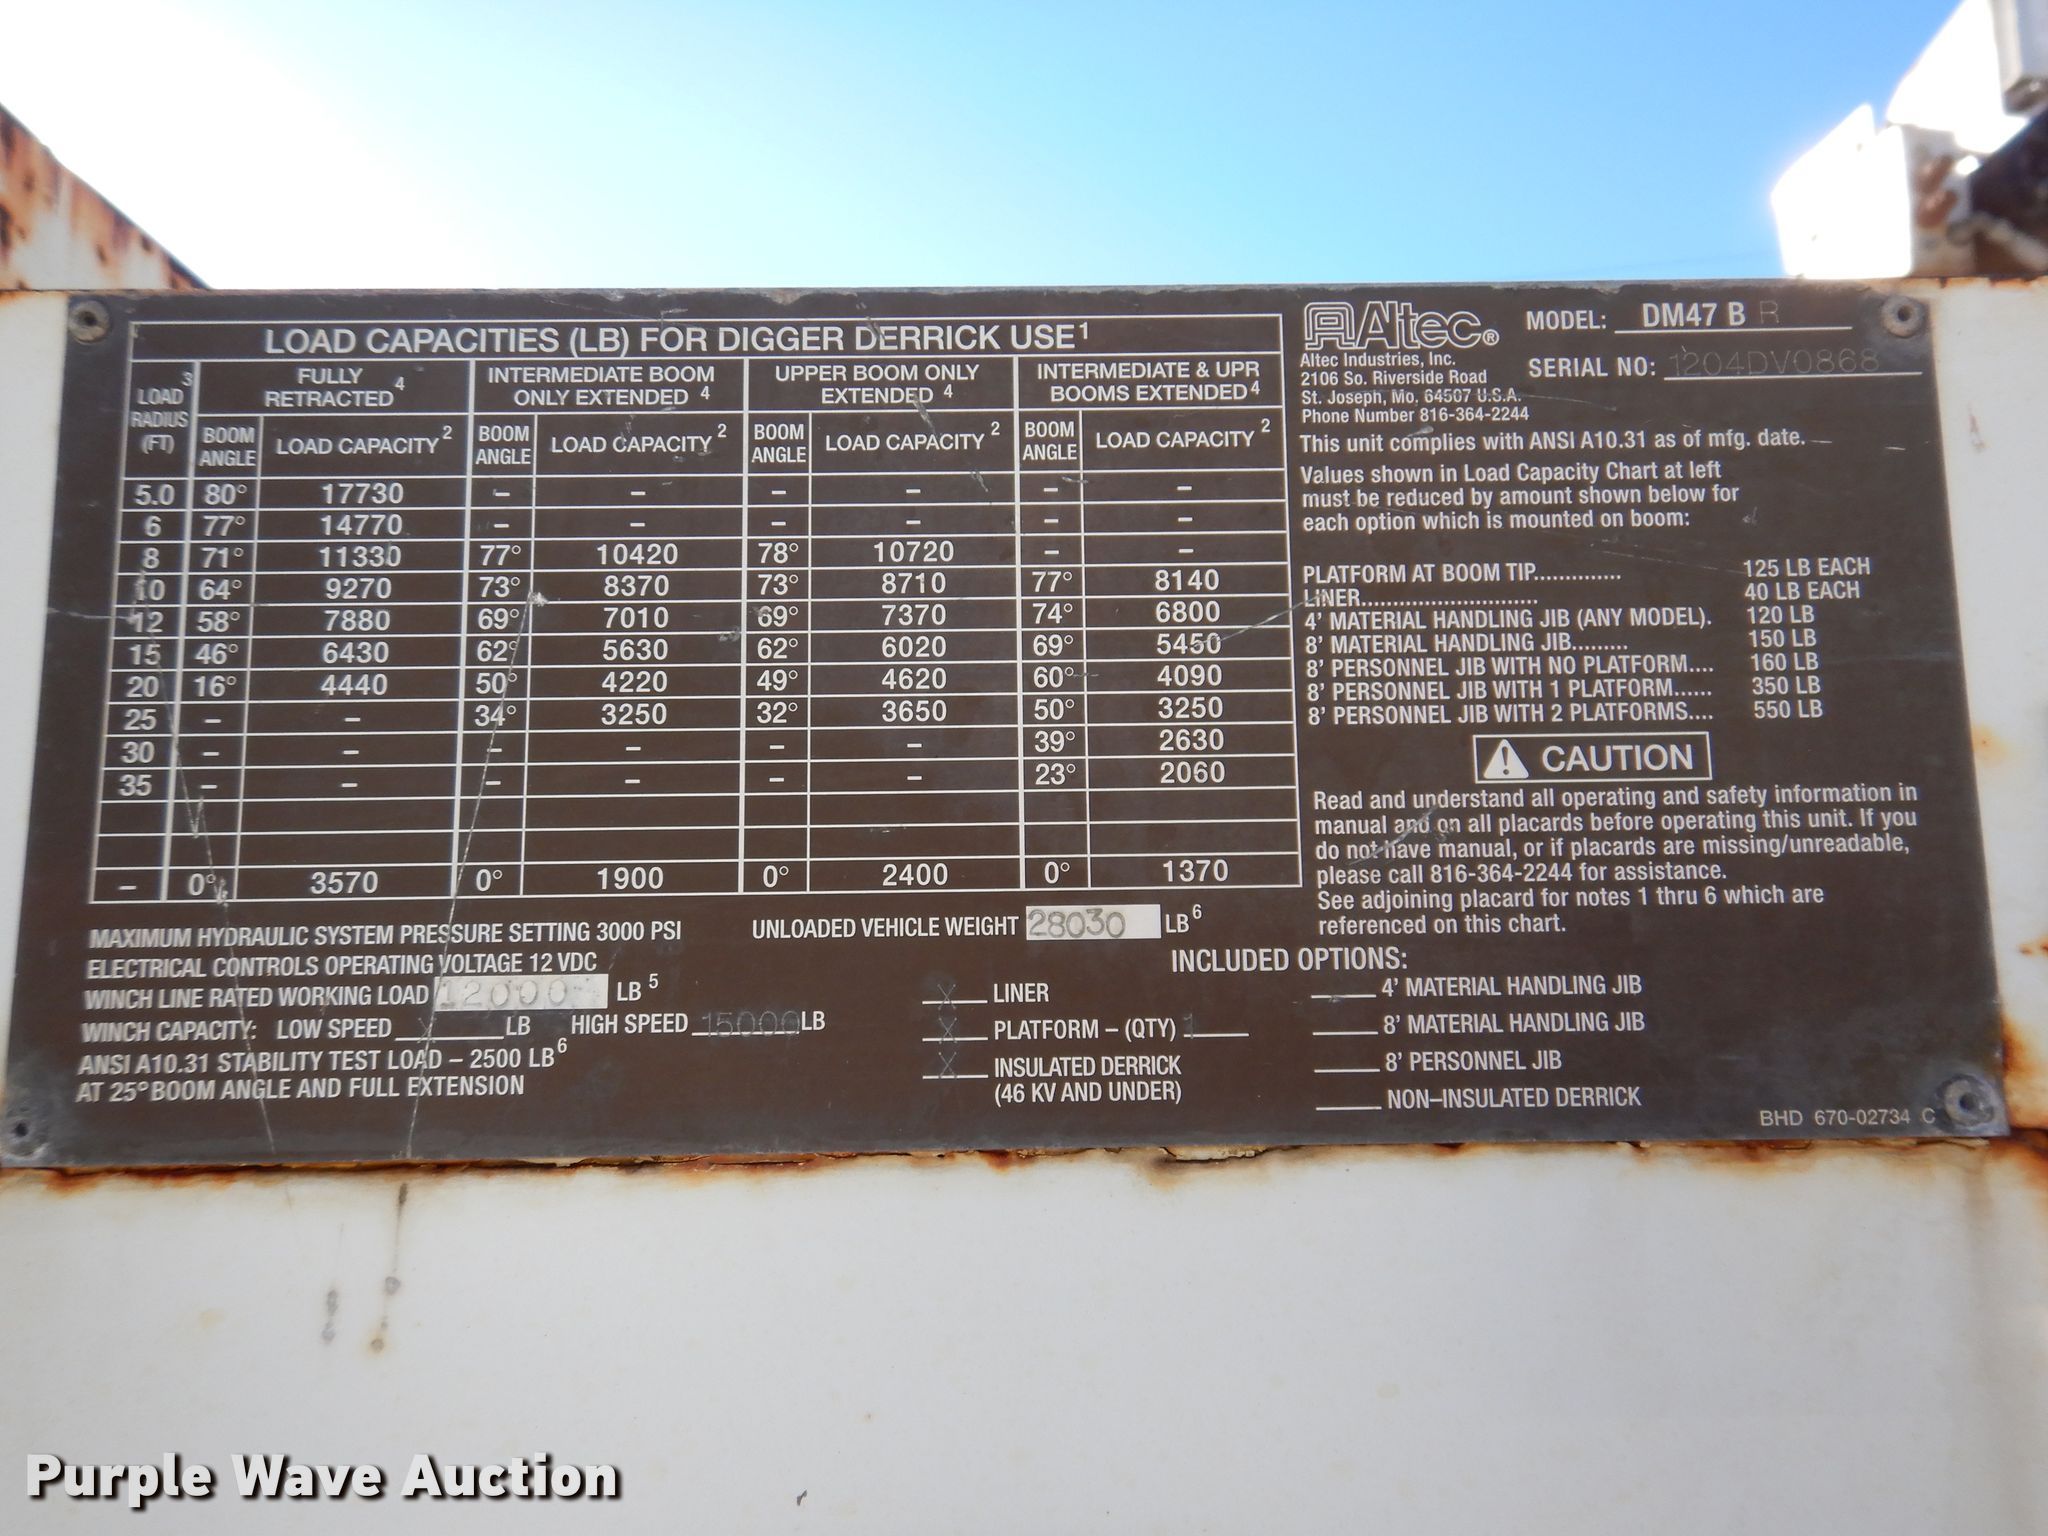 LOAD CAPACITIES (LB) FOR DIGGER DERRICK USE1
LOAD RADIUS (FT) 3 | FULLY RETRACTED 4 | INTERMEDIATE BOOM ONLY EXTENDED 4 | UPPER BOOM ONLY EXTENDED 4 | INTERMEDIATE & UPR BOOMS EXTENDED 4
BOOM ANGLE | LOAD CAPACITY 2 | BOOM ANGLE | LOAD CAPACITY 2 | BOOM ANGLE | LOAD CAPACITY 2 | BOOM ANGLE | LOAD CAPACITY 2
5.0 | 80° | 17730 | – | – | – | – | – | –
6 | 77° | 14770 | – | – | – | – | – | –
8 | 71° | 11330 | 77° | 10420 | 78° | 10720 | – | –
10 | 64° | 9270 | 73° | 8370 | 73° | 8710 | 77° | 8140
12 | 58° | 7880 | 69° | 7010 | 69° | 7370 | 74° | 6800
15 | 46° | 6430 | 62° | 5630 | 62° | 6020 | 69° | 5450
20 | 16° | 4440 | 50° | 4220 | 49° | 4620 | 60° | 4090
25 | – | – | 34° | 3250 | 32° | 3650 | 50° | 3250
30 | – | – | – | – | – | – | 39° | 2630
35 | – | – | – | – | – | – | 23° | 2060
– | 0° | 3570 | 0° | 1900 | 0° | 2400 | 0° | 1370
MAXIMUM HYDRAULIC SYSTEM PRESSURE SETTING 3000 PSI
UNLOADED VEHICLE WEIGHT 28030 LB6
ELECTRICAL CONTROLS OPERATING VOLTAGE 12 VDC
WINCH LINE RATED WORKING LOAD 12000 LB5
WINCH CAPACITY: LOW SPEED X LB HIGH SPEED 15000 LB
ANSI A10.31 STABILITY TEST LOAD – 2500 LB6
AT 25° BOOM ANGLE AND FULL EXTENSION
Altec®
Altec Industries, Inc.
2106 So. Riverside Road
St. Joseph, Mo. 64507 U.S.A.
Phone Number 816-364-2244
MODEL: DM47 B R
SERIAL NO: 1204DV0868
This unit complies with ANSI A10.31 as of mfg. date.
Values shown in Load Capacity Chart at left
must be reduced by amount shown below for
each option which is mounted on boom:
PLATFORM AT BOOM TIP.............. 125 LB EACH
LINER............................ 40 LB EACH
4' MATERIAL HANDLING JIB (ANY MODEL). 120 LB
8' MATERIAL HANDLING JIB......... 150 LB
8' PERSONNEL JIB WITH NO PLATFORM.... 160 LB
8' PERSONNEL JIB WITH 1 PLATFORM...... 350 LB
8' PERSONNEL JIB WITH 2 PLATFORMS.... 550 LB
! CAUTION
Read and understand all operating and safety information in
manual and on all placards before operating this unit. If you
do not have manual, or if placards are missing/unreadable,
please call 816-364-2244 for assistance.
See adjoining placard for notes 1 thru 6 which are
referenced on this chart.
INCLUDED OPTIONS:
X LINER
X PLATFORM – (QTY) 1
X INSULATED DERRICK
(46 KV AND UNDER)
4' MATERIAL HANDLING JIB
8' MATERIAL HANDLING JIB
8' PERSONNEL JIB
NON–INSULATED DERRICK
BHD 670-02734 C
Purple Wave Auction